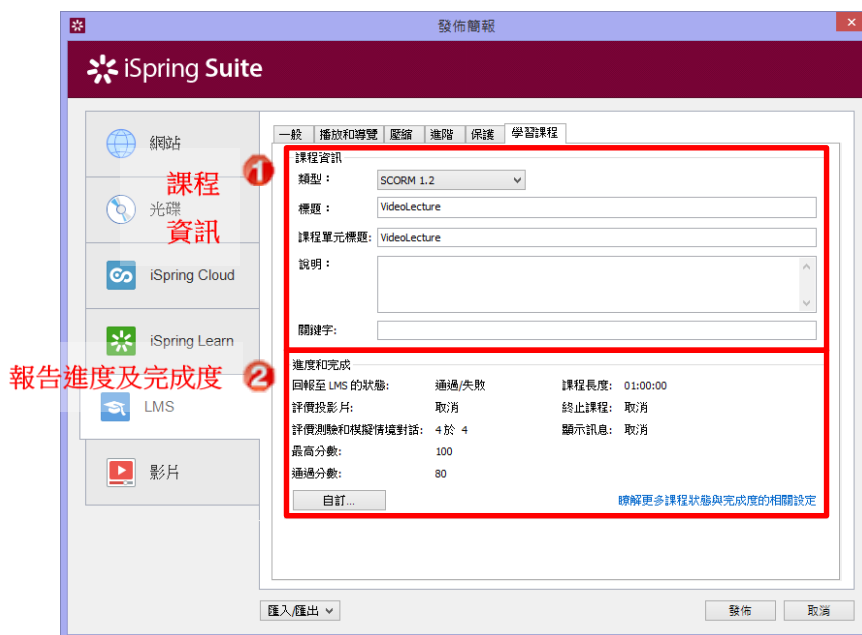 發佈簡報
iSpring Suite
網站
光碟
iSpring Cloud
iSpring Learn
LMS
影片
課程
資訊
報告進度及完成度
1
2
一般 播放和導覽 壓縮 進階 保護 學習課程
課程資訊
類型： SCORM 1.2
標題： VideoLecture
課程單元標題: VideoLecture
說明：
關鍵字:
進度和完成
回報至 LMS 的狀態: 通過/失敗 課程長度: 01:00:00
評價投影片: 取消 終止課程: 取消
評價測驗和模擬情境對話: 4 於 4 顯示訊息: 取消
最高分數: 100
通過分數: 80
自訂... 瞭解更多課程狀態與完成度的相關設定
匯入/匯出 發佈 取消